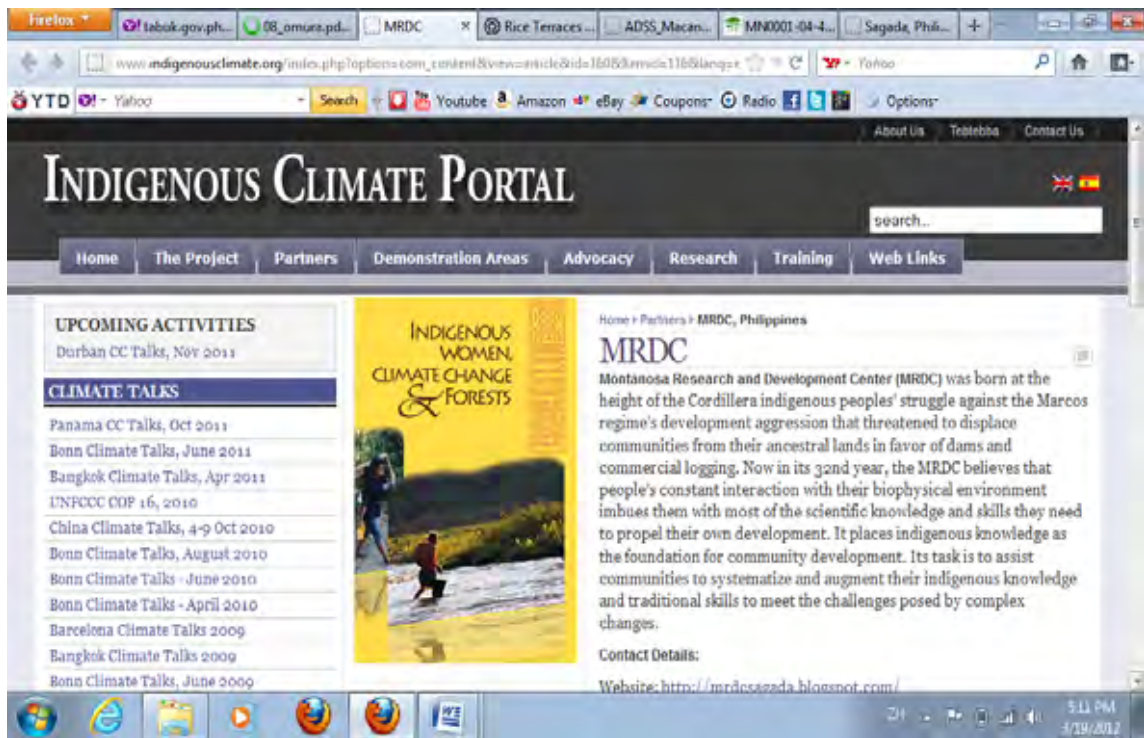 Firefox
tabuk.gov.ph...
08_omura.pd...
MRDC
Rice Terraces ...
ADSS_Macan...
MN0001-04-4...
Sagada, Phili...
www.indigenousclimate.org/index.php?option=com_content&view=article&id=160&Itemid=116&lang=e
Yahoo
YTD
Yahoo
Search
Youtube
Amazon
eBay
Coupons
Radio
Options
About Us
Tebtebba
Contact Us
INDIGENOUS CLIMATE PORTAL
search...
Home
The Project
Partners
Demonstration Areas
Advocacy
Research
Training
Web Links
UPCOMING ACTIVITIES
Durban CC Talks, Nov 2011
CLIMATE TALKS
Panama CC Talks, Oct 2011
Bonn Climate Talks, June 2011
Bangkok Climate Talks, Apr 2011
UNFCCC COP 16, 2010
China Climate Talks, 4-9 Oct 2010
Bonn Climate Talks, August 2010
Bonn Climate Talks - June 2010
Bonn Climate Talks - April 2010
Barcelona Climate Talks 2009
Bangkok Climate Talks 2009
Bonn Climate Talks, June 2009
INDIGENOUS
WOMEN,
CLIMATE CHANGE
& FORESTS
Home Partners MRDC, Philippines
MRDC
Montanosa Research and Development Center (MRDC) was born at the
height of the Cordillera indigenous peoples' struggle against the Marcos
regime's development aggression that threatened to displace
communities from their ancestral lands in favor of dams and
commercial logging. Now in its 32nd year, the MRDC believes that
people's constant interaction with their biophysical environment
imbues them with most of the scientific knowledge and skills they need
to propel their own development. It places indigenous knowledge as
the foundation for community development. Its task is to assist
communities to systematize and augment their indigenous knowledge
and traditional skills to meet the challenges posed by complex
changes.
Contact Details:
Website: http://mrdcsagada.blogspot.com/
ZH
5:11 PM
3/19/2012